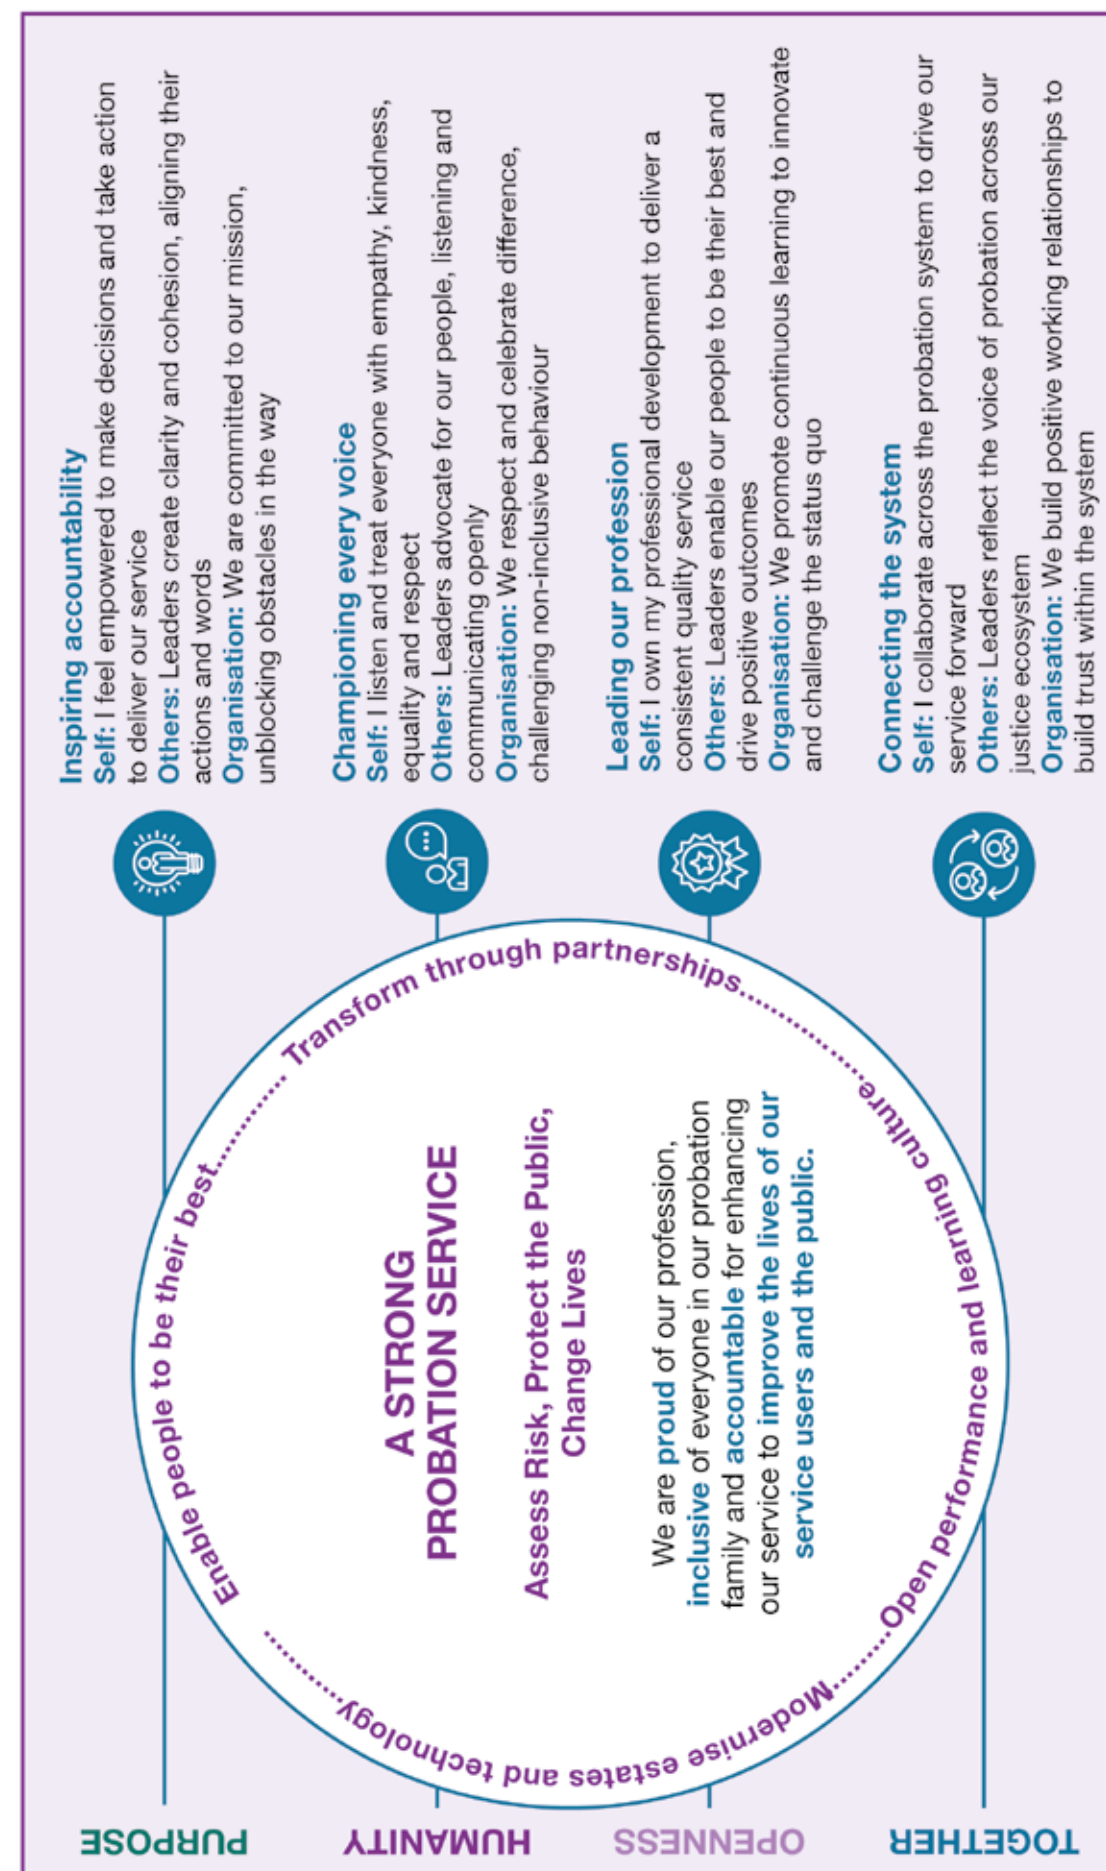 PURPOSE
HUMANITY
OPENNESS
TOGETHER
Enable people to be their best............
Transform through partnerships..............
Open performance and learning culture
Modernise estates and technology..........
A STRONG
PROBATION SERVICE
Assess Risk, Protect the Public,
Change Lives
We are proud of our profession,
inclusive of everyone in our probation
family and accountable for enhancing
our service to improve the lives of our
service users and the public.
Inspiring accountability
Self: I feel empowered to make decisions and take action
to deliver our service
Others: Leaders create clarity and cohesion, aligning their
actions and words
Organisation: We are committed to our mission,
unblocking obstacles in the way
Championing every voice
Self: I listen and treat everyone with empathy, kindness,
equality and respect
Others: Leaders advocate for our people, listening and
communicating openly
Organisation: We respect and celebrate difference,
challenging non-inclusive behaviour
Leading our profession
Self: I own my professional development to deliver a
consistent quality service
Others: Leaders enable our people to be their best and
drive positive outcomes
Organisation: We promote continuous learning to innovate
and challenge the status quo
Connecting the system
Self: I collaborate across the probation system to drive our
service forward
Others: Leaders reflect the voice of probation across our
justice ecosystem
Organisation: We build positive working relationships to
build trust within the system